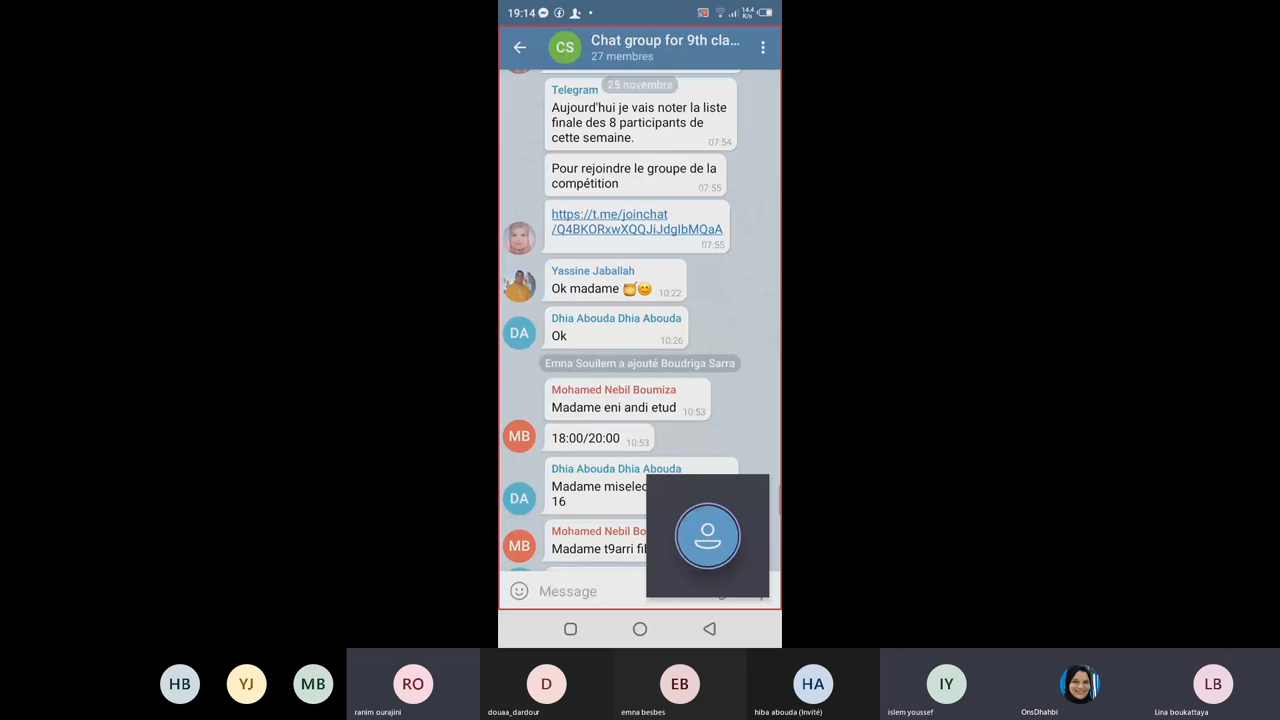 19:14
14.4
K/s
CS
Chat group for 9th cla...
27 membres
25 novembre
Telegram
Aujourd'hui je vais noter la liste
finale des 8 participants de
cette semaine.
07:54
Pour rejoindre le groupe de la
compétition
07:55
https://t.me/joinchat
/Q4BKORxwXQQJiJdgIbMQaA
07:55
Yassine Jaballah
Ok madame
10:22
DA
Dhia Abouda Dhia Abouda
Ok
10:26
Emna Souilem a ajouté Boudriga Sarra
Mohamed Nebil Boumiza
Madame eni andi etud
10:53
MB
18:00/20:00
10:53
Dhia Abouda Dhia Abouda
DA
Madame
16
MB
Mohamed Nebil
Madame t9arri
Message
HB
YJ
MB
RO
D
EB
HA
IY
LB
ranim ourajini
douaa_dardour
emna besbes
hiba abouda (Invité)
islem youssef
OnsDhahbi
Lina boukattaya